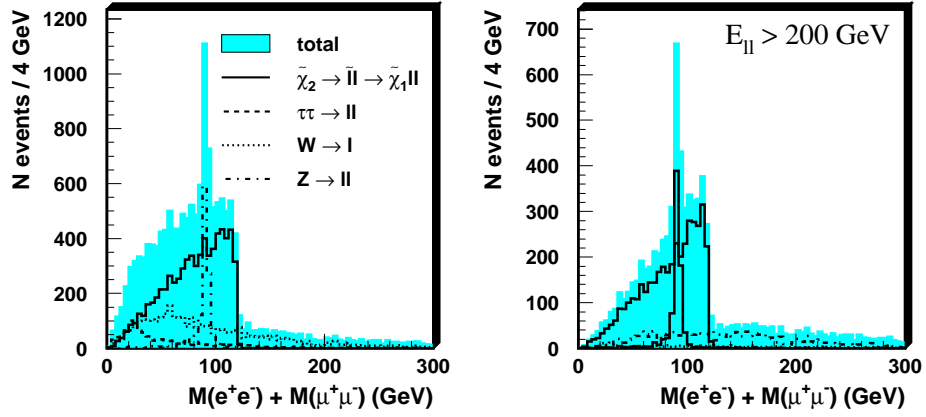 N events / 4 GeV
1200
1000
800
600
400
200
0
total
χ̃₂ → l̃l → χ̃₁ll
ττ → ll
W → l
Z → ll
0 100 200 300
M(e⁺e⁻) + M(μ⁺μ⁻) (GeV)
N events / 4 GeV
700
600
500
400
300
200
100
0
E_ll > 200 GeV
0 100 200 300
M(e⁺e⁻) + M(μ⁺μ⁻) (GeV)